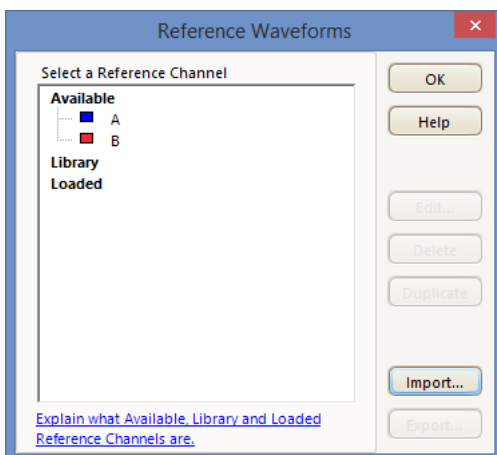 Reference Waveforms
Select a Reference Channel
Available
A
B
Library
Loaded
OK
Help
Edit...
Delete
Duplicate
Import...
Export...
Explain what Available, Library and Loaded
Reference Channels are.